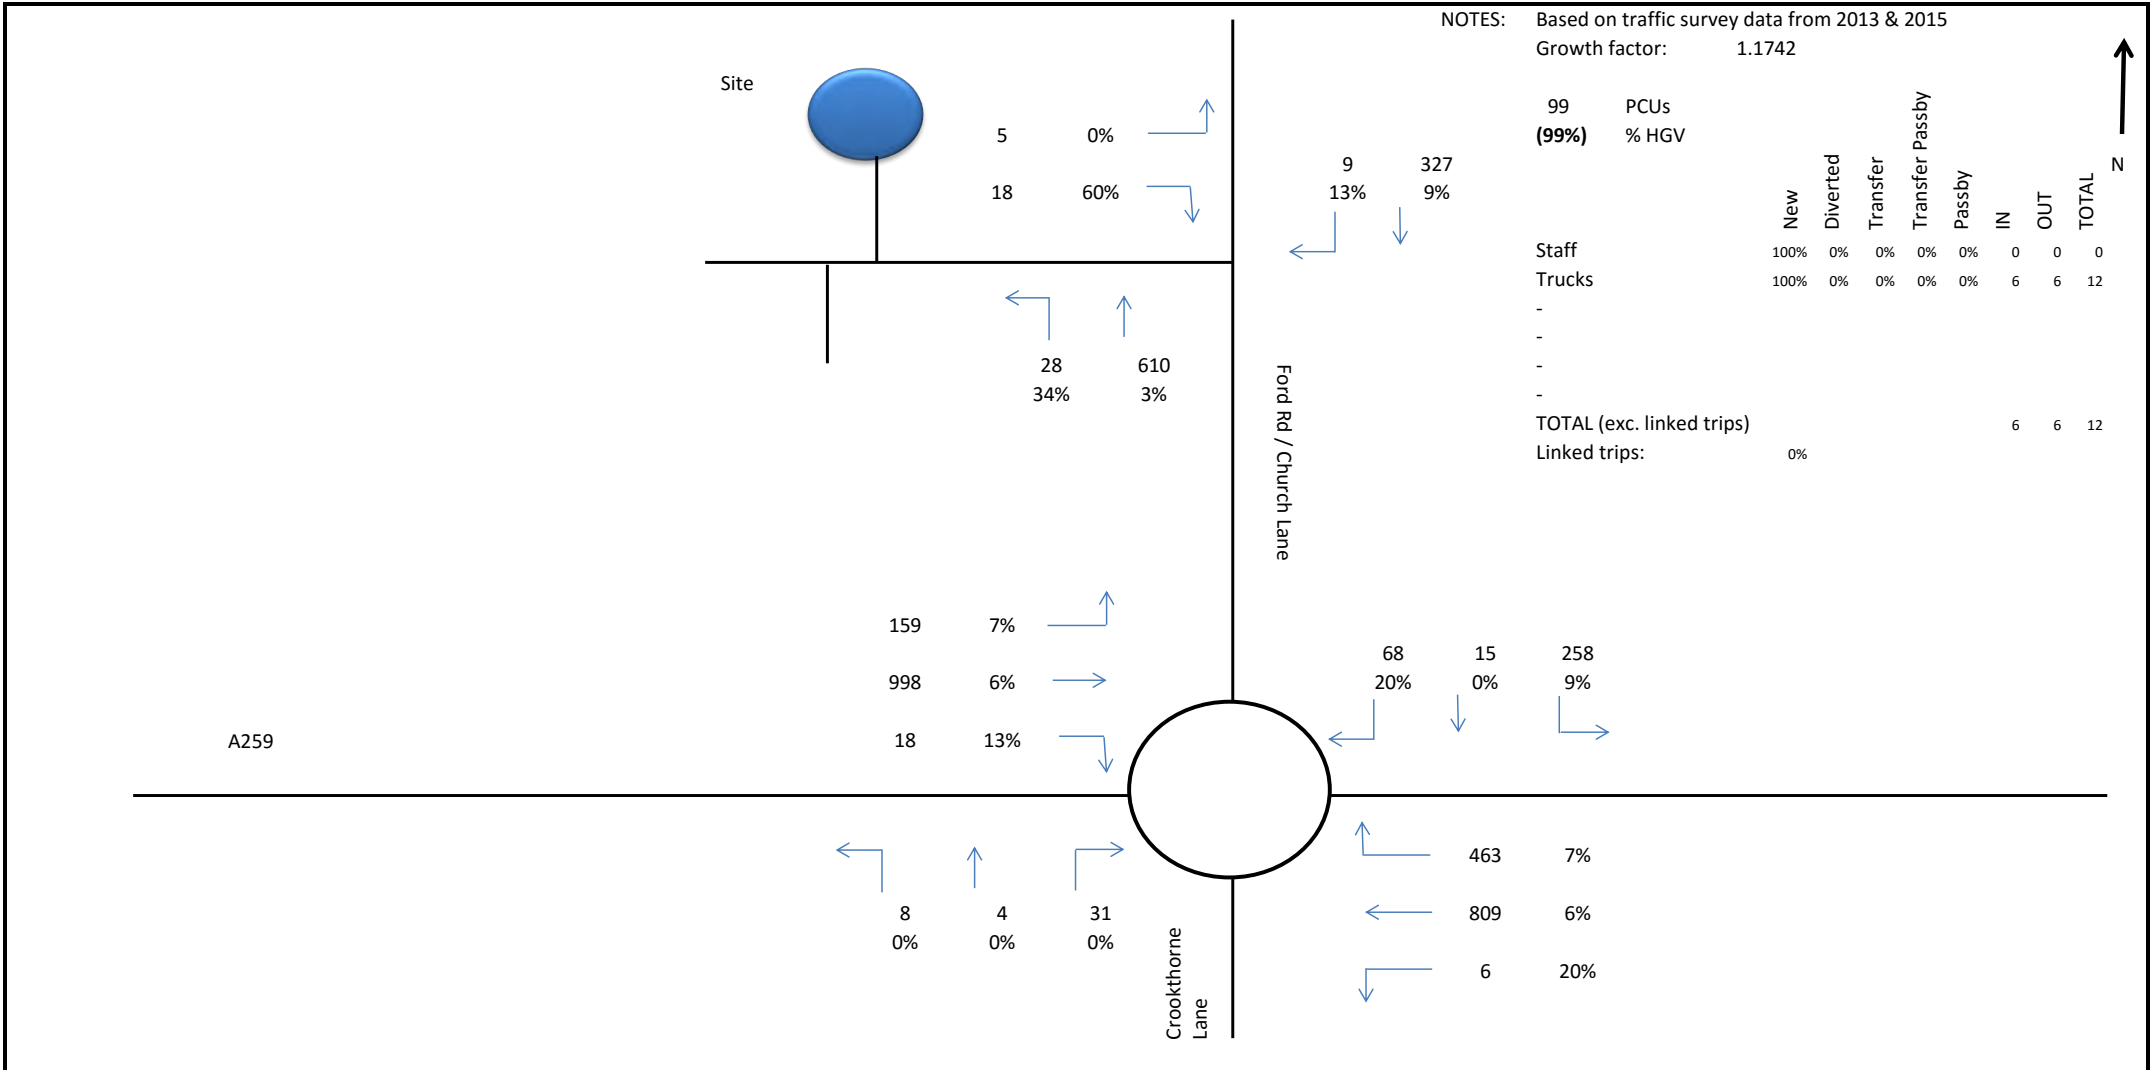 NOTES: Based on traffic survey data from 2013 & 2015
Growth factor: 1.1742
Site
99 PCUs
5 0%
(99%) % HGV
9 327
N
18 60%
13% 9%
New Diverted Transfer Transfer Passby Passby IN OUT TOTAL
Staff 100% 0% 0% 0% 0% 0 0 0
Trucks 100% 0% 0% 0% 0% 6 6 12
-
-
28 610
-
34% 3%
-
TOTAL (exc. linked trips) 6 6 12
Linked trips: 0%
Ford Rd / Church Lane
159 7%
68 15 258
998 6%
20% 0% 9%
A259
18 13%
463 7%
8 4 31
809 6%
0% 0% 0%
6 20%
Crookthorne
Lane